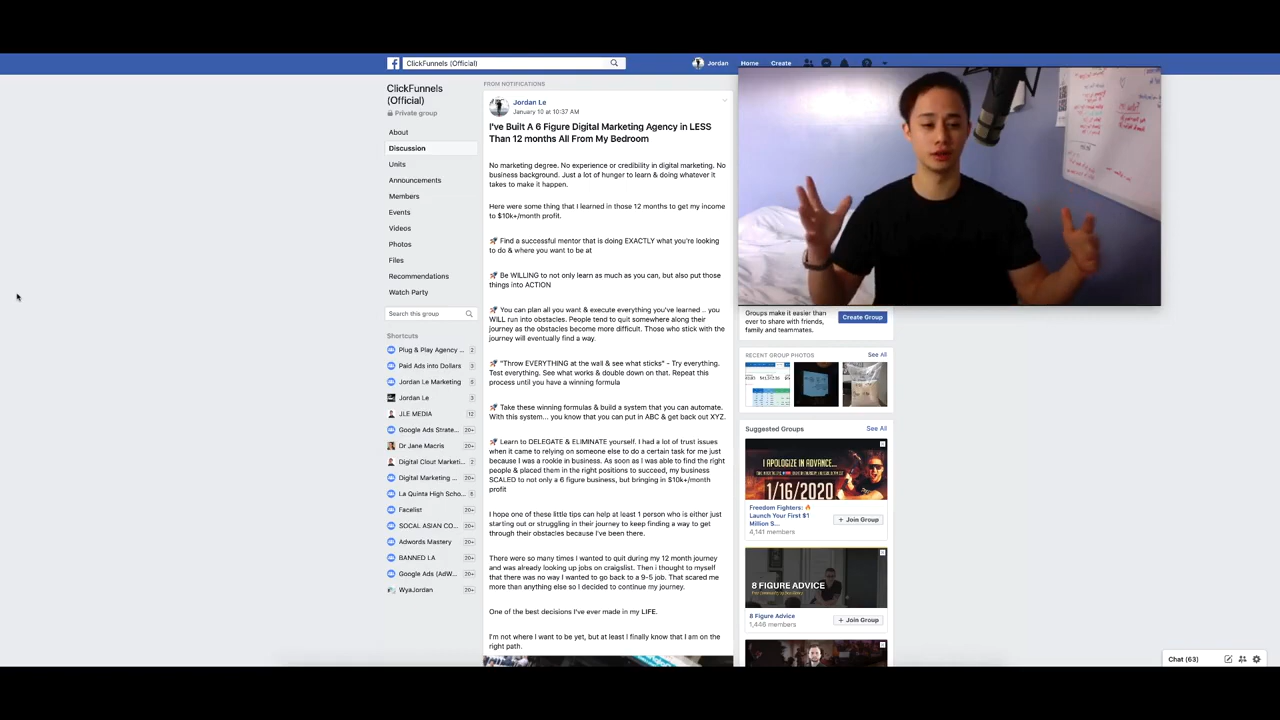 ClickFunnels (Official)
Jordan
Home
Create
ClickFunnels
(Official)
Private group
About
Discussion
Units
Announcements
Members
Events
Videos
Photos
Files
Recommendations
Watch Party
Search this group
Shortcuts
Plug & Play Agency ... 2
Paid Ads into Dollars 3
Jordan Le Marketing 5
Jordan Le 3
JLE MEDIA 12
Google Ads Strate... 20+
Dr Jane Macris 20+
Digital Clout Marketi... 2
Digital Marketing ... 20+
La Quinta High Scho... 6
Facelist 20+
SOCAL ASIAN CO... 20+
Adwords Mastery 20+
BANNED LA 20+
Google Ads (AdW... 20+
WyaJordan 20+
FROM NOTIFICATIONS
Jordan Le
January 10 at 10:37 AM
I've Built A 6 Figure Digital Marketing Agency in LESS
Than 12 months All From My Bedroom
No marketing degree. No experience or credibility in digital marketing. No
business background. Just a lot of hunger to learn & doing whatever it
takes to make it happen.
Here were some thing that I learned in those 12 months to get my income
to $10k+/month profit.
🚀 Find a successful mentor that is doing EXACTLY what you're looking
to do & where you want to be at
🚀 Be WILLING to not only learn as much as you can, but also put those
things into ACTION
🚀 You can plan all you want & execute everything you've learned .. you
WILL run into obstacles. People tend to quit somewhere along their
journey as the obstacles become more difficult. Those who stick with the
journey will eventually find a way.
🚀 "Throw EVERYTHING at the wall & see what sticks" - Try everything.
Test everything. See what works & double down on that. Repeat this
process until you have a winning formula
🚀 Take these winning formulas & build a system that you can automate.
With this system... you know that you can put in ABC & get back out XYZ.
🚀 Learn to DELEGATE & ELIMINATE yourself. I had a lot of trust issues
when it came to relying on someone else to do a certain task for me just
because I was a rookie in business. As soon as I was able to find the right
people & placed them in the right positions to succeed, my business
SCALED to not only a 6 figure business, but bringing in $10k+/month
profit
I hope one of these little tips can help at least 1 person who is either just
starting out or struggling in their journey to keep finding a way to get
through their obstacles because I've been there.
There were so many times I wanted to quit during my 12 month journey
and was already looking up jobs on craigslist. Then i thought to myself
that there was no way I wanted to go back to a 9-5 job. That scared me
more than anything else so I decided to continue my journey.
One of the best decisions I've ever made in my LIFE.
I'm not where I want to be yet, but at least I finally know that I am on the
right path.
Groups make it easier than
ever to share with friends,
family and teammates.
Create Group
RECENT GROUP PHOTOS
See All
Suggested Groups
See All
I APOLOGIZE IN ADVANCE...
1/16/2020
Freedom Fighters: 🔥
Launch Your First $1
Million S...
4,141 members
+ Join Group
8 FIGURE ADVICE
8 Figure Advice
1,446 members
+ Join Group
Chat (63)